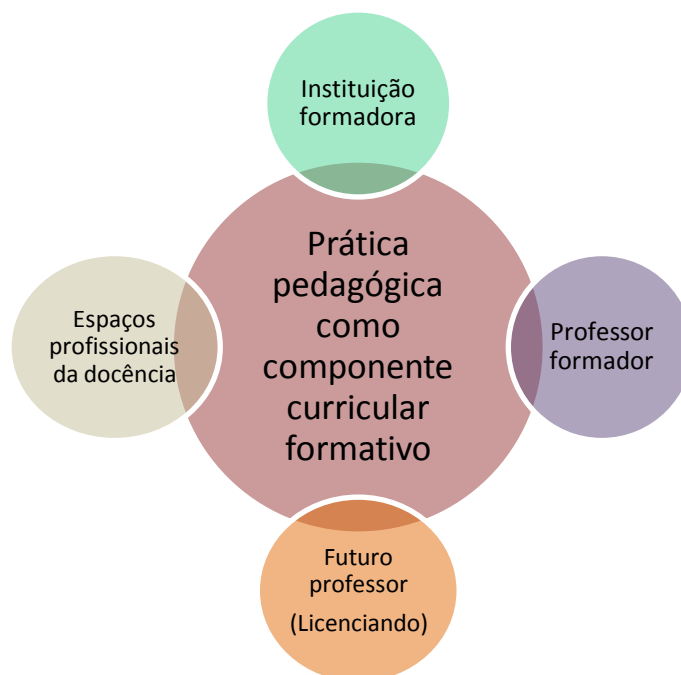 Instituição
formadora
Prática
pedagógica
como
componente
curricular
formativo
Espaços
profissionais
da docência
Professor
formador
Futuro
professor
(Licenciando)